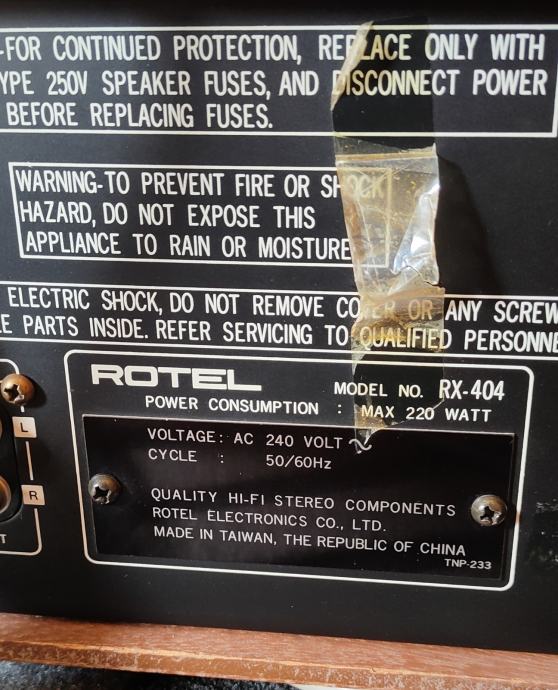 -FOR CONTINUED PROTECTION, REPLACE ONLY WITH
YPE 250V SPEAKER FUSES, AND DISCONNECT POWER
BEFORE REPLACING FUSES.
WARNING-TO PREVENT FIRE OR SHOCK
HAZARD, DO NOT EXPOSE THIS
APPLIANCE TO RAIN OR MOISTURE
ELECTRIC SHOCK, DO NOT REMOVE COVER OR ANY SCREW
LE PARTS INSIDE. REFER SERVICING TO QUALIFIED PERSONNE
ROTEL MODEL NO. RX-404
POWER CONSUMPTION : MAX 220 WATT
VOLTAGE : AC 240 VOLT ~
CYCLE : 50/60Hz
QUALITY HI-FI STEREO COMPONENTS
ROTEL ELECTRONICS CO., LTD.
MADE IN TAIWAN, THE REPUBLIC OF CHINA
TNP-233
L
R
T